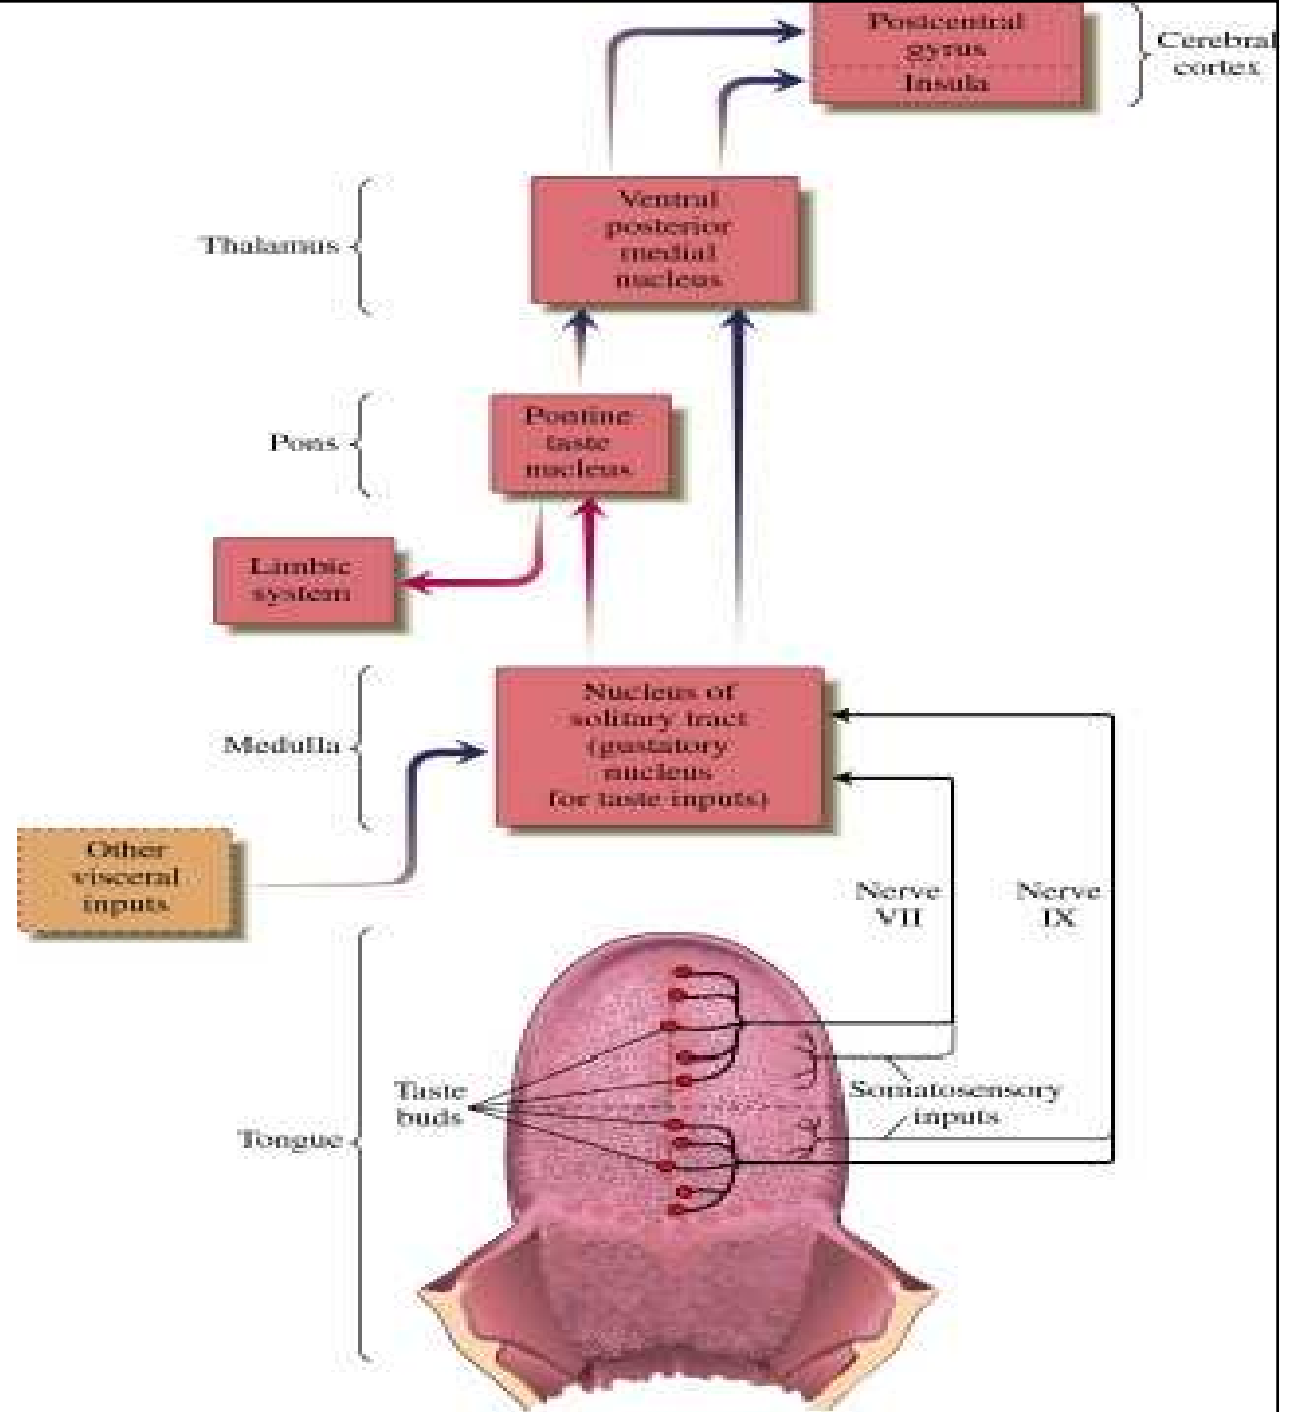 Postcentral
gyrus
Insula
Cerebral
cortex
Thalamus
Ventral
posterior
medial
nucleus
Pons
Pontine
taste
nucleus
Limbic
system
Medulla
Nucleus of
solitary tract
(gustatory
nucleus
for taste inputs)
Other
visceral
inputs
Nerve
VII
Nerve
IX
Taste
buds
Somatosensory
inputs
Tongue